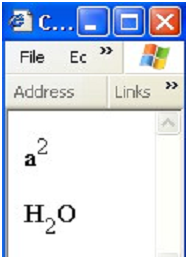 C...
File Ec »
Address Links »
a²
H₂O